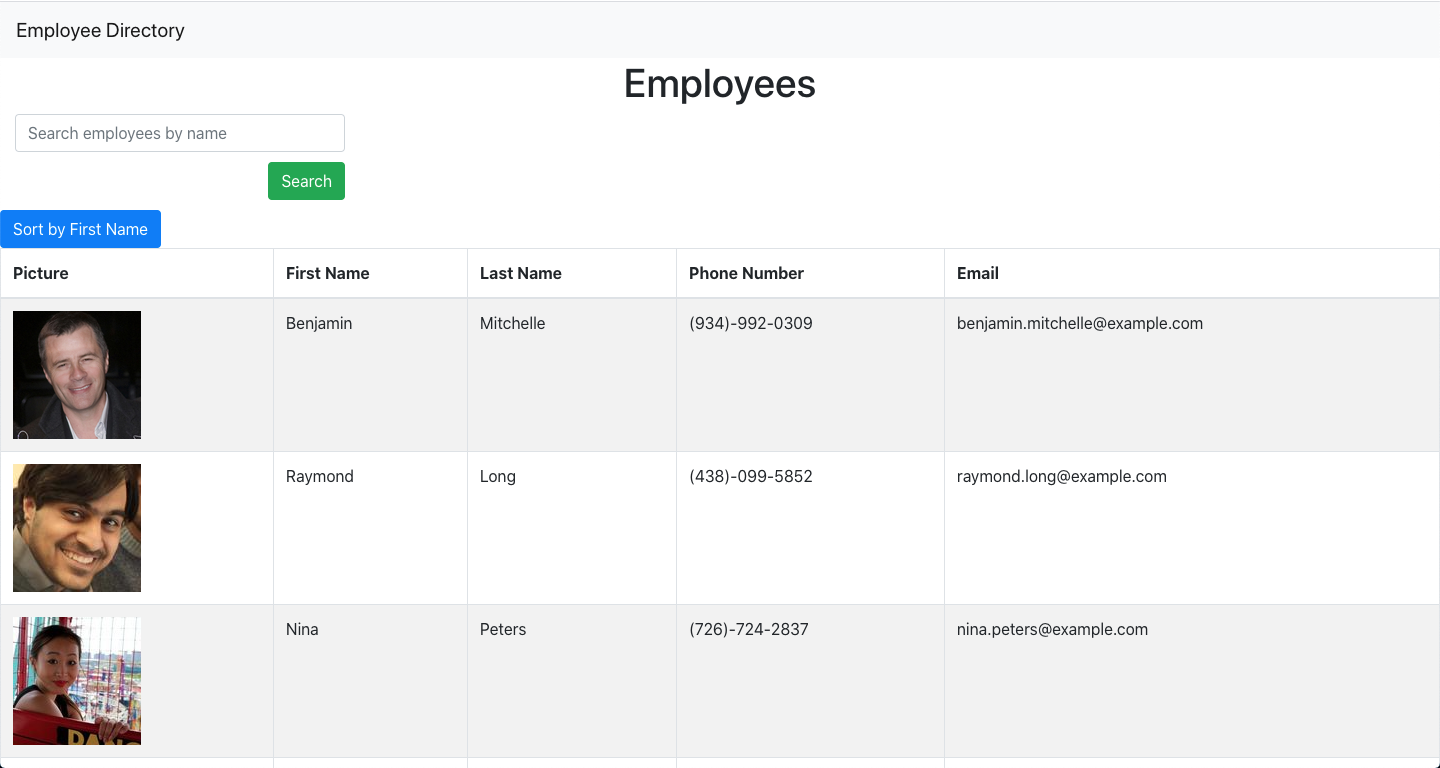 Employee Directory
Employees
Search employees by name
Search
Sort by First Name
Picture First Name Last Name Phone Number Email
Benjamin Mitchelle (934)-992-0309 benjamin.mitchelle@example.com
Raymond Long (438)-099-5852 raymond.long@example.com
Nina Peters (726)-724-2837 nina.peters@example.com